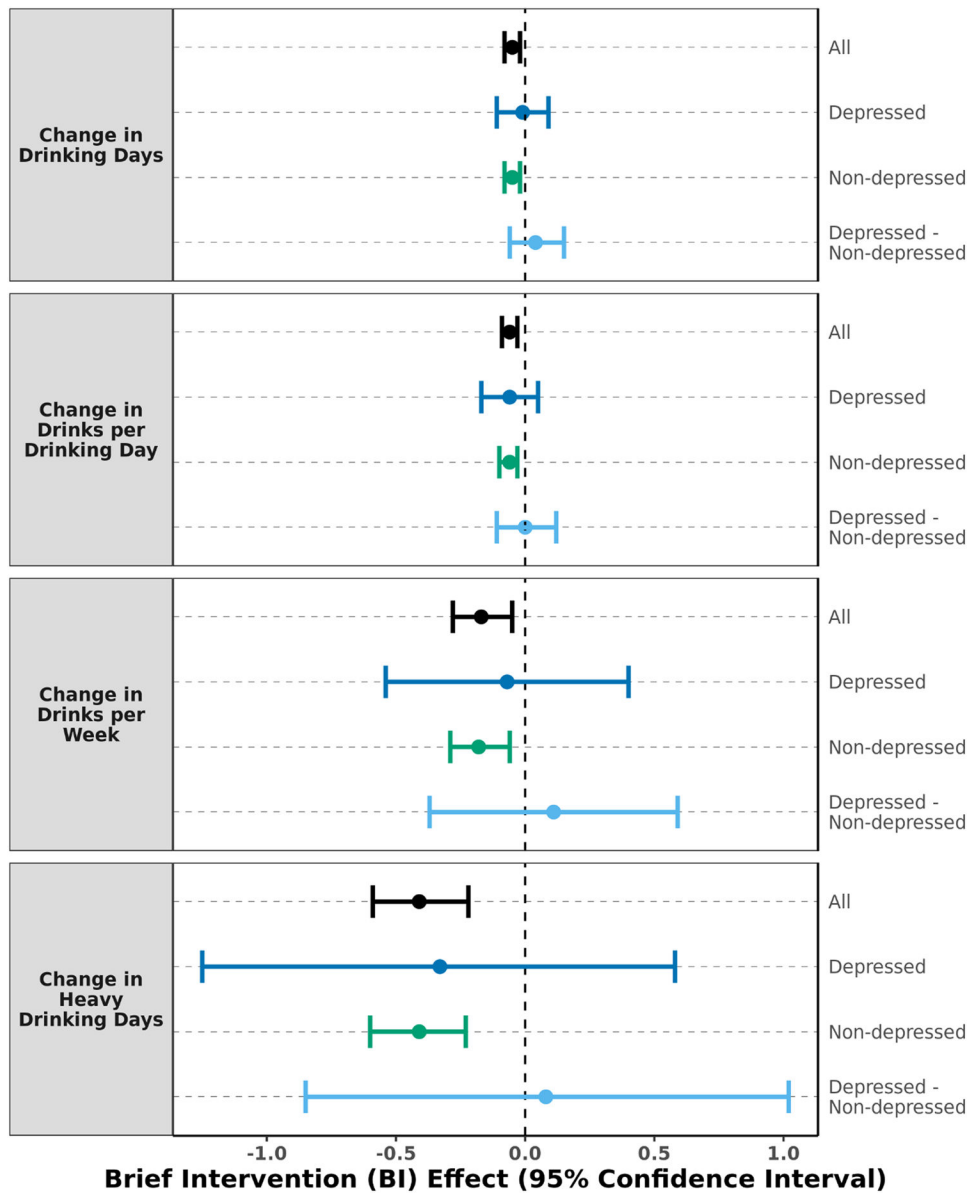 Change in
Drinking Days
All
Depressed
Non-depressed
Depressed -
Non-depressed
Change in
Drinks per
Drinking Day
All
Depressed
Non-depressed
Depressed -
Non-depressed
Change in
Drinks per
Week
All
Depressed
Non-depressed
Depressed -
Non-depressed
Change in
Heavy
Drinking Days
All
Depressed
Non-depressed
Depressed -
Non-depressed
-1.0 -0.5 0.0 0.5 1.0
Brief Intervention (BI) Effect (95% Confidence Interval)